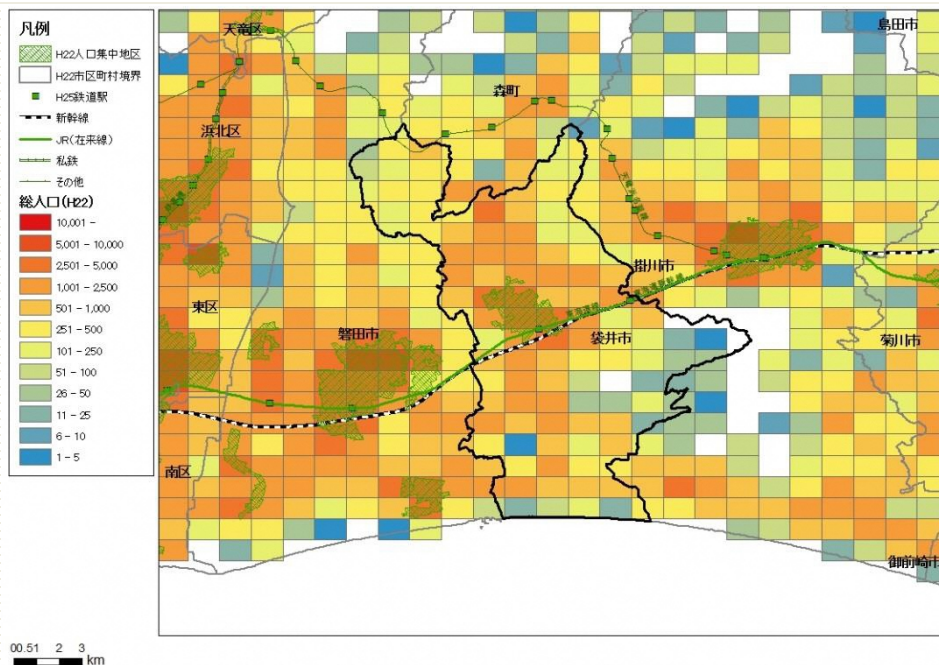 凡例
H22人口集中地区
H22市区町村境界
H25鉄道駅
新幹線
JR(在来線)
私鉄
その他
総人口(H22)
10,001 -
5,001 - 10,000
2,501 - 5,000
1,001 - 2,500
501 - 1,000
251 - 500
101 - 250
51 - 100
26 - 50
11 - 25
6 - 10
1 - 5
天竜区
島田市
森町
浜北区
掛川市
東区
磐田市
袋井市
菊川市
南区
御前崎市
00.51 2 3
km